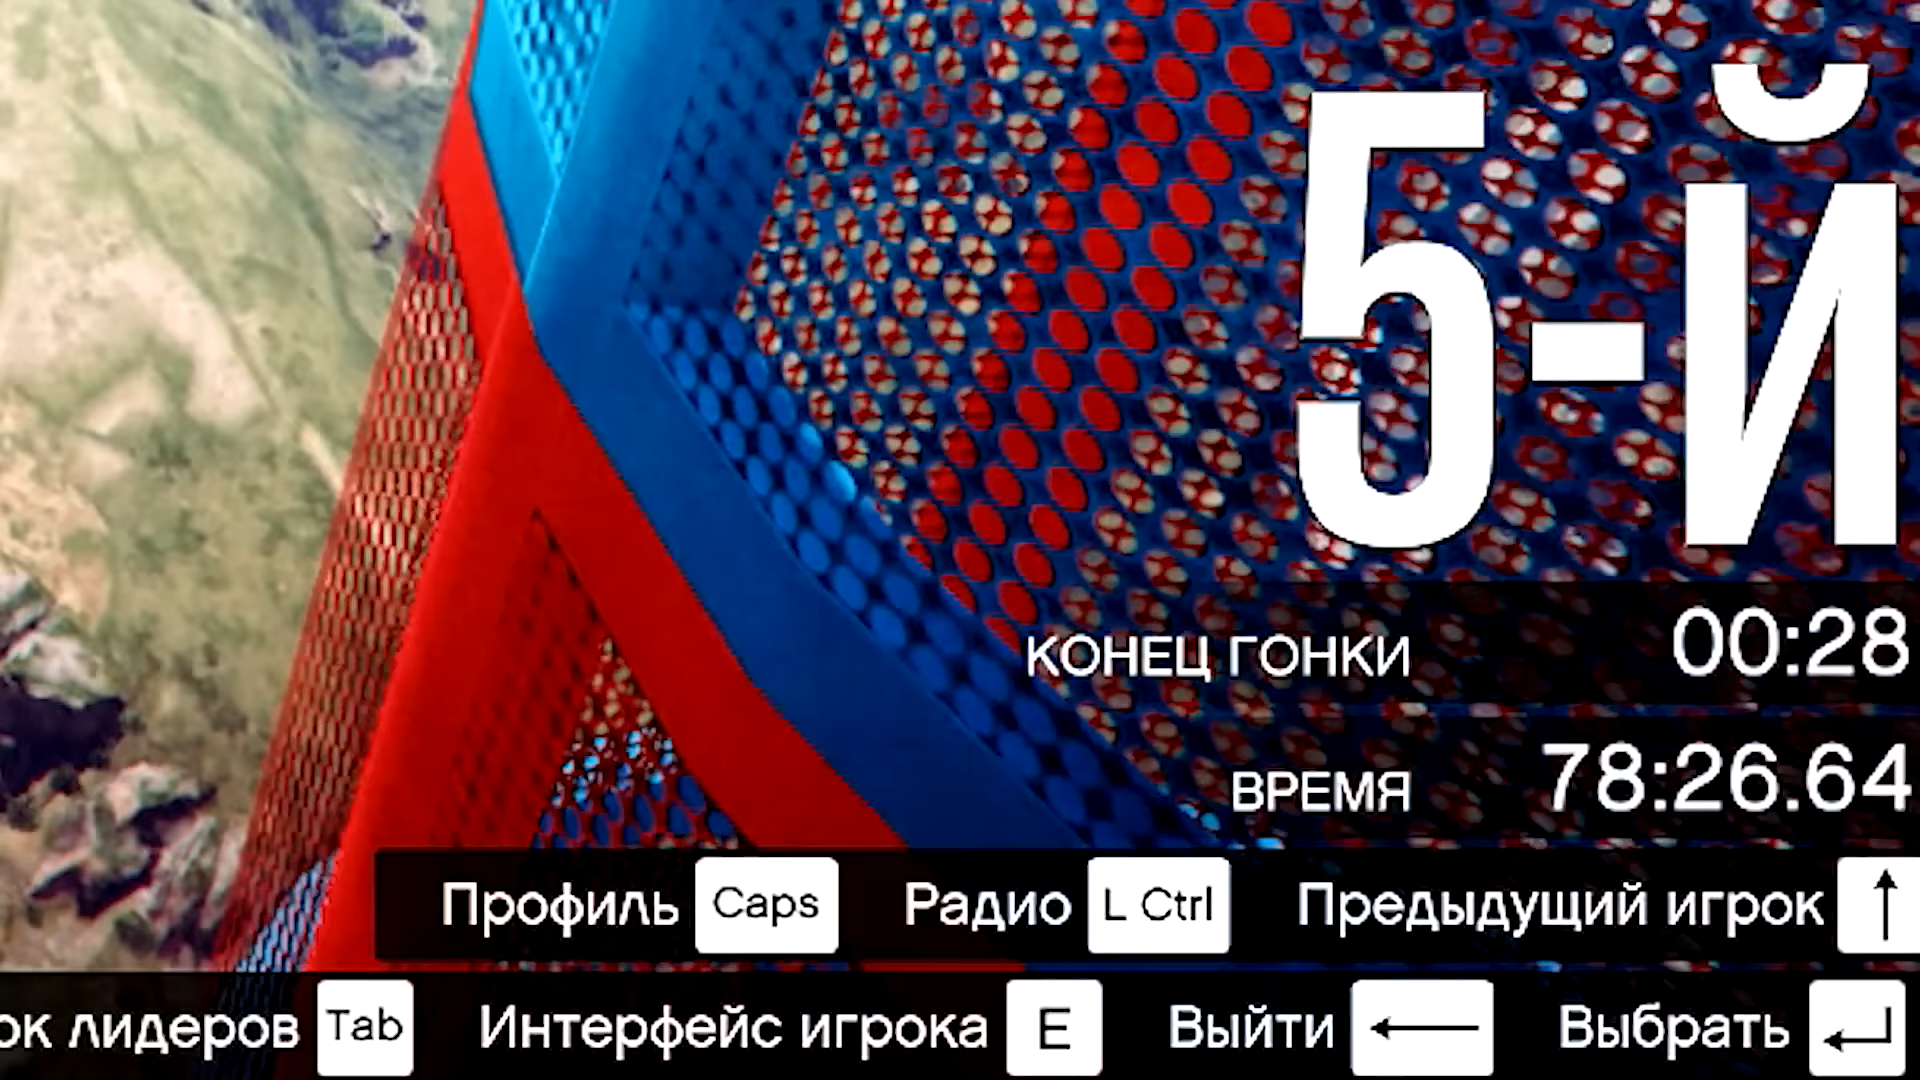 5-й
КОНЕЦ ГОНКИ 00:28
ВРЕМЯ 78:26.64
Профиль Caps Радио L Ctrl Предыдущий игрок ↑
лидеров Tab Интерфейс игрока E Выйти ← Выбрать ↵